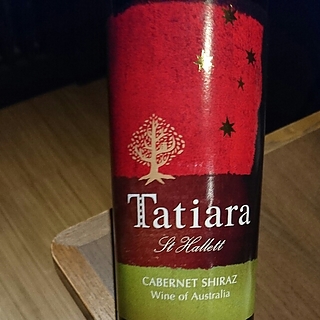 Tatiara
St Hallett
CABERNET SHIRAZ
Wine of Australia